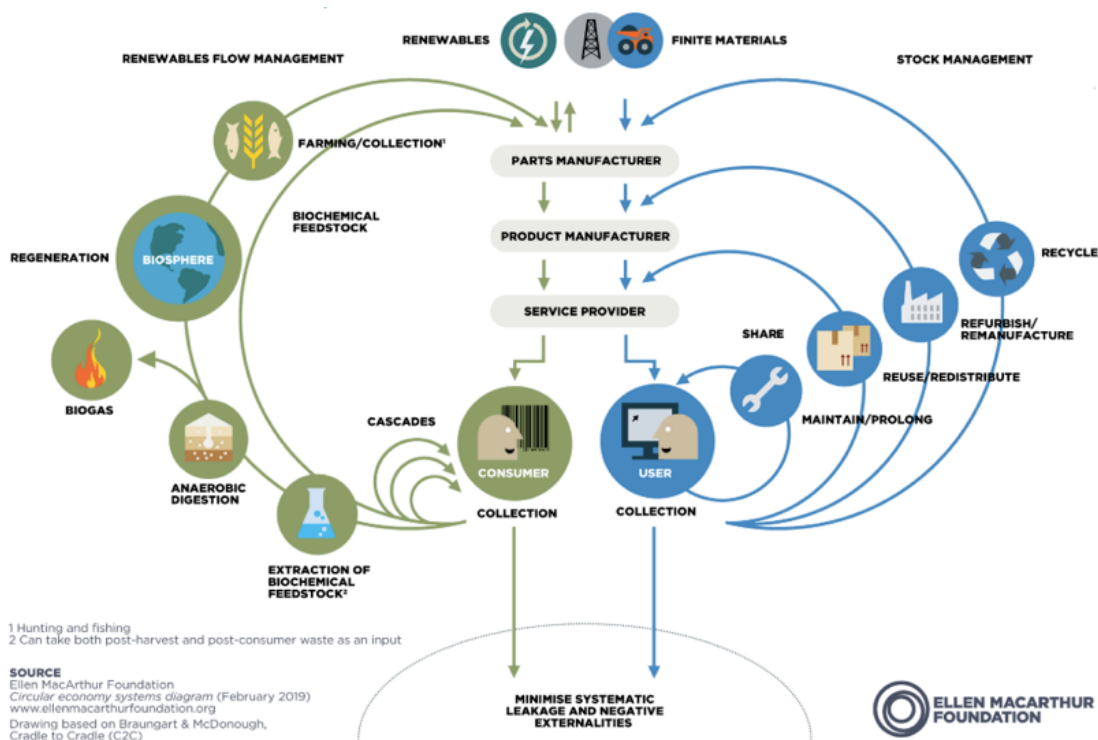 RENEWABLES
FINITE MATERIALS
RENEWABLES FLOW MANAGEMENT
STOCK MANAGEMENT
FARMING/COLLECTION¹
PARTS MANUFACTURER
BIOCHEMICAL
FEEDSTOCK
PRODUCT MANUFACTURER
REGENERATION
BIOSPHERE
RECYCLE
SERVICE PROVIDER
SHARE
REFURBISH/
REMANUFACTURE
REUSE/REDISTRIBUTE
BIOGAS
CASCADES
MAINTAIN/PROLONG
CONSUMER
USER
ANAEROBIC
DIGESTION
COLLECTION
COLLECTION
EXTRACTION OF
BIOCHEMICAL
FEEDSTOCK²
1 Hunting and fishing
2 Can take both post-harvest and post-consumer waste as an input
SOURCE
Ellen MacArthur Foundation
Circular economy systems diagram (February 2019)
www.ellenmacarthurfoundation.org
Drawing based on Braungart & McDonough,
Cradle to Cradle (C2C)
MINIMISE SYSTEMATIC
LEAKAGE AND NEGATIVE
EXTERNALITIES
ELLEN MACARTHUR
FOUNDATION